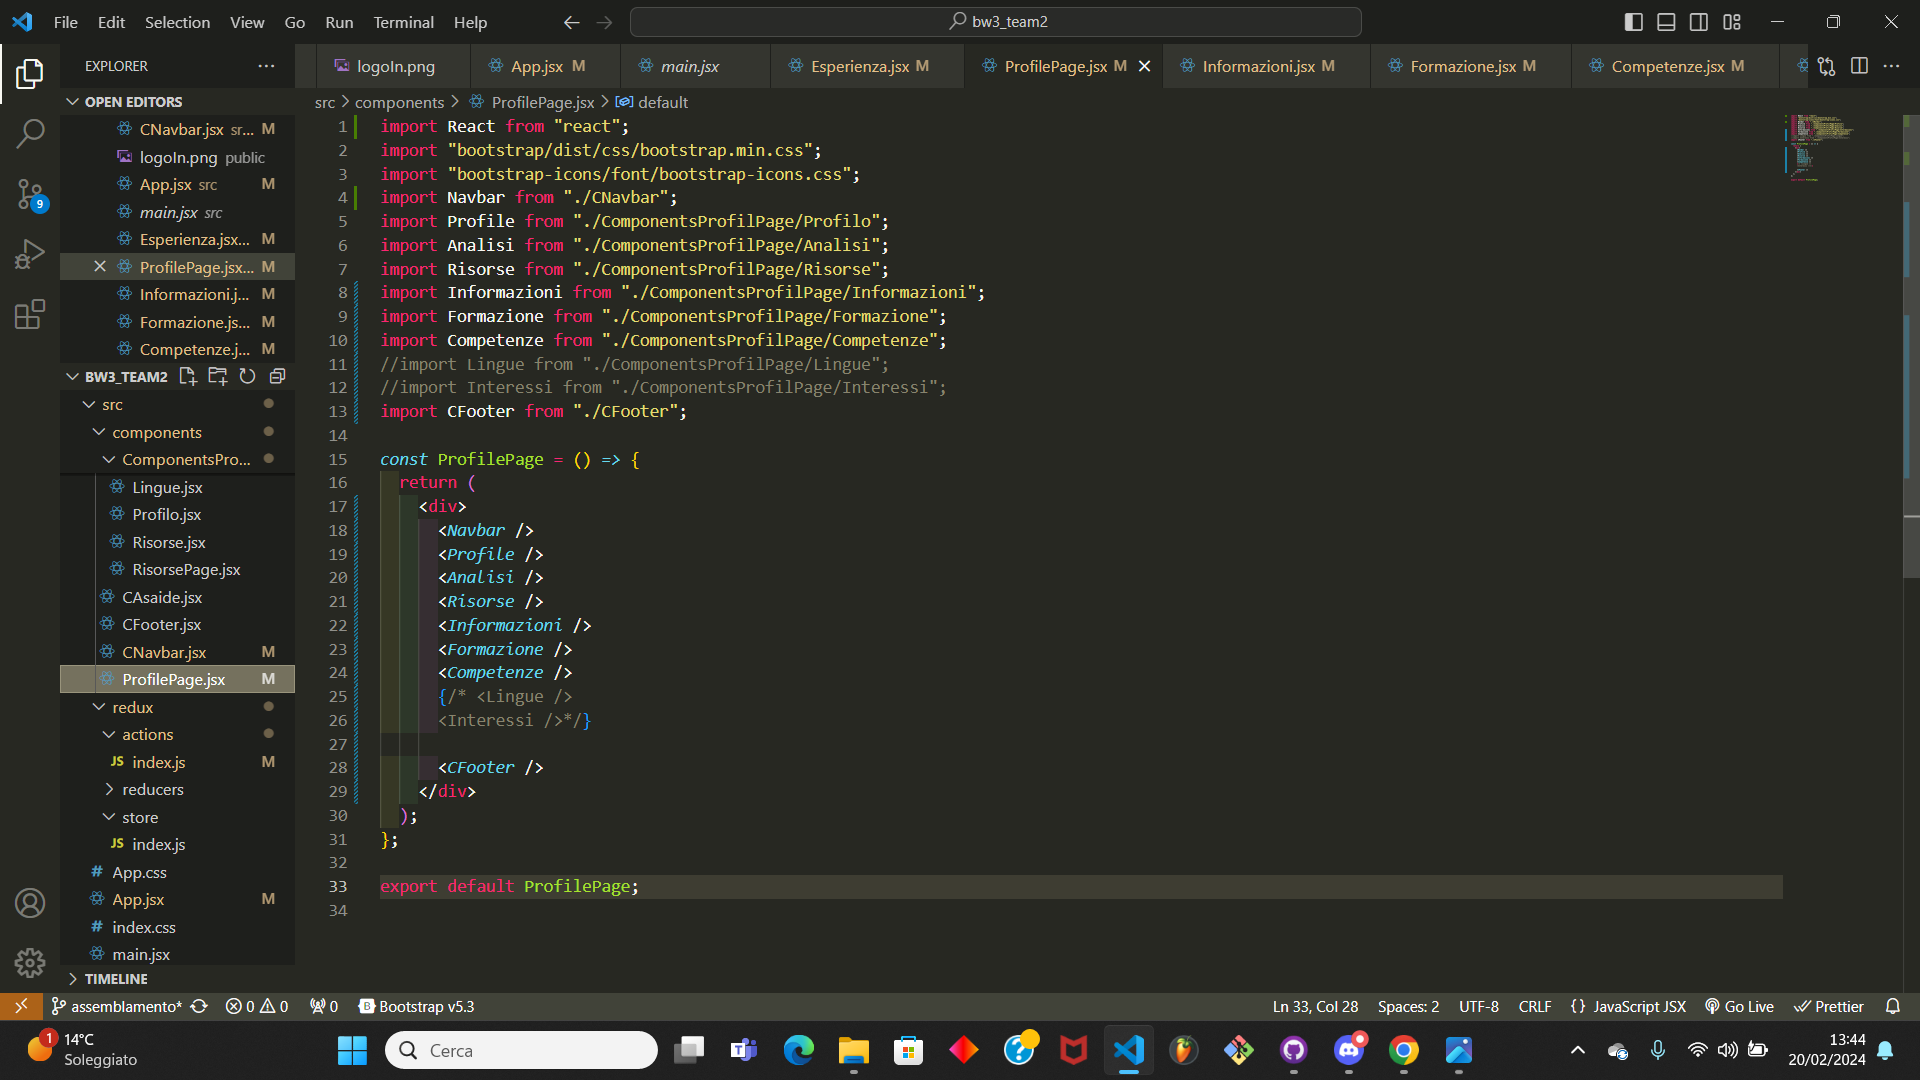 File Edit Selection View Go Run Terminal Help
bw3_team2
EXPLORER
logoIn.png
App.jsx M
main.jsx
Esperienza.jsx M
ProfilePage.jsx M
Informazioni.jsx M
Formazione.jsx M
Competenze.jsx M
OPEN EDITORS
CNavbar.jsx sr... M
logoIn.png public
App.jsx src M
main.jsx src
Esperienza.jsx... M
ProfilePage.jsx... M
Informazioni.j... M
Formazione.js... M
Competenze.j... M
BW3_TEAM2
src
components
ComponentsPro...
Lingue.jsx
Profilo.jsx
Risorse.jsx
RisorsePage.jsx
CAsaide.jsx
CFooter.jsx
CNavbar.jsx M
ProfilePage.jsx M
redux
actions
JS index.js M
reducers
store
JS index.js
# App.css
App.jsx M
# index.css
main.jsx
TIMELINE
9
src > components > ProfilePage.jsx > default
1 import React from "react";
2 import "bootstrap/dist/css/bootstrap.min.css";
3 import "bootstrap-icons/font/bootstrap-icons.css";
4 import Navbar from "./CNavbar";
5 import Profile from "./ComponentsProfilPage/Profilo";
6 import Analisi from "./ComponentsProfilPage/Analisi";
7 import Risorse from "./ComponentsProfilPage/Risorse";
8 import Informazioni from "./ComponentsProfilPage/Informazioni";
9 import Formazione from "./ComponentsProfilPage/Formazione";
10 import Competenze from "./ComponentsProfilPage/Competenze";
11 //import Lingue from "./ComponentsProfilPage/Lingue";
12 //import Interessi from "./ComponentsProfilPage/Interessi";
13 import CFooter from "./CFooter";
14
15 const ProfilePage = () => {
16 return (
17 <div>
18 <Navbar />
19 <Profile />
20 <Analisi />
21 <Risorse />
22 <Informazioni />
23 <Formazione />
24 <Competenze />
25 {/* <Lingue />
26 <Interessi />*/}
27
28 <CFooter />
29 </div>
30 );
31 };
32
33 export default ProfilePage;
34
assemblamento* 0 0 0 Bootstrap v5.3
Ln 33, Col 28 Spaces: 2 UTF-8 CRLF {} JavaScript JSX Go Live Prettier
1 14°C
Soleggiato
Cerca
13:44
20/02/2024